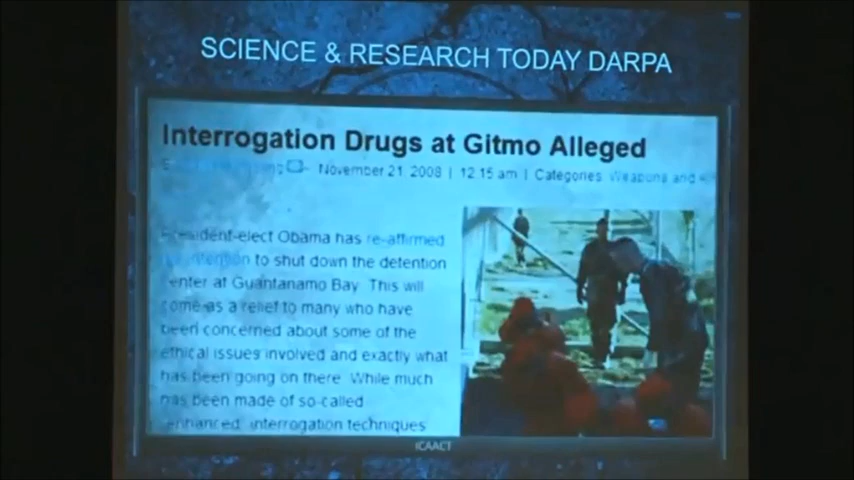 SCIENCE & RESEARCH TODAY DARPA
Interrogation Drugs at Gitmo Alleged
November 21, 2008 | 12:15 am | Categories: Weapons and
President-elect Obama has re-affirmed
intention to shut down the detention
center at Guantanamo Bay. This will
come as a relief to many who have
been concerned about some of the
ethical issues involved and exactly what
has been going on there. While much
has been made of so-called
enhanced interrogation techniques
ICAACT